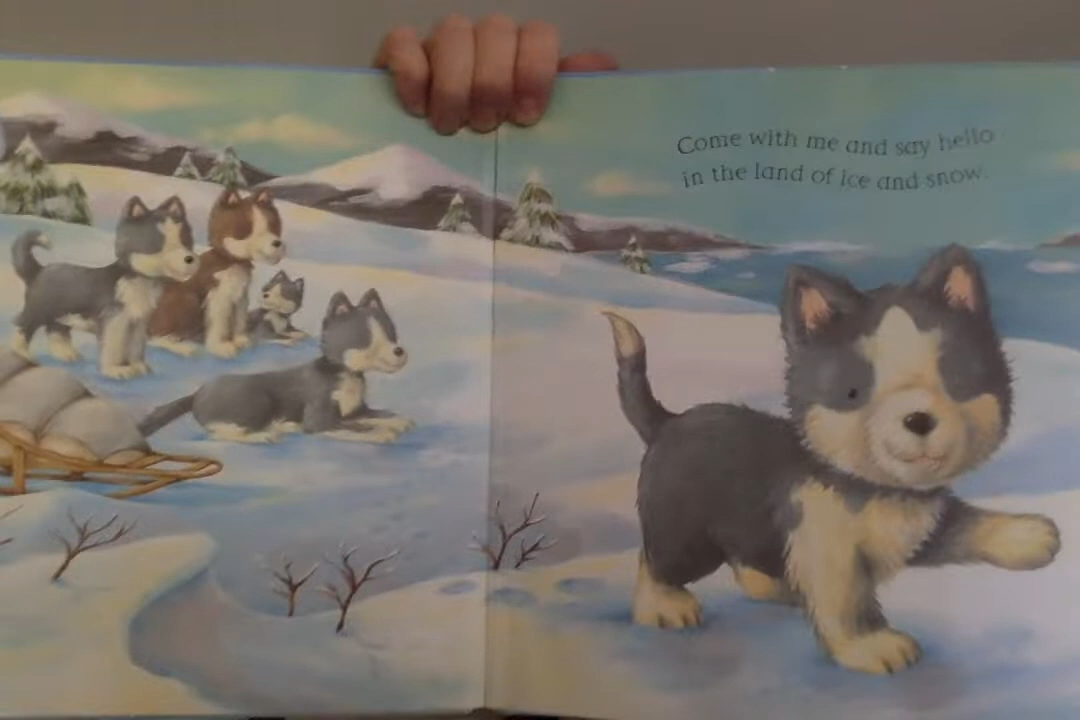 Come with me and say hello
in the land of ice and snow.